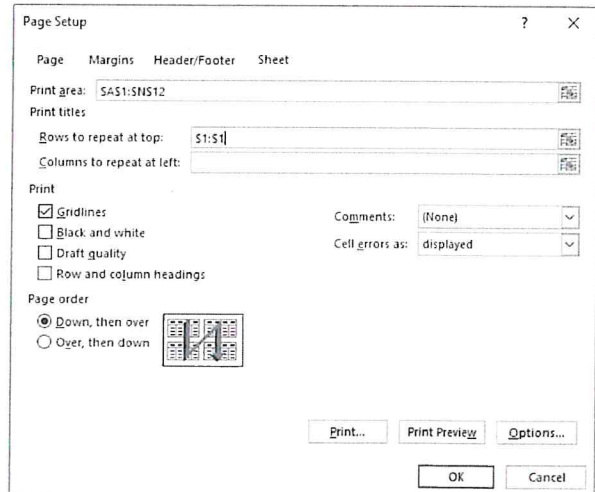 Page Setup ? X
Page Margins Header/Footer Sheet
Print area: $A$1:$N$12
Print titles
Rows to repeat at top: $1:$1
Columns to repeat at left:
Print
Gridlines
Black and white
Draft quality
Row and column headings
Comments: (None)
Cell errors as: displayed
Page order
Down, then over
Over, then down
Print... Print Preview Options...
OK Cancel